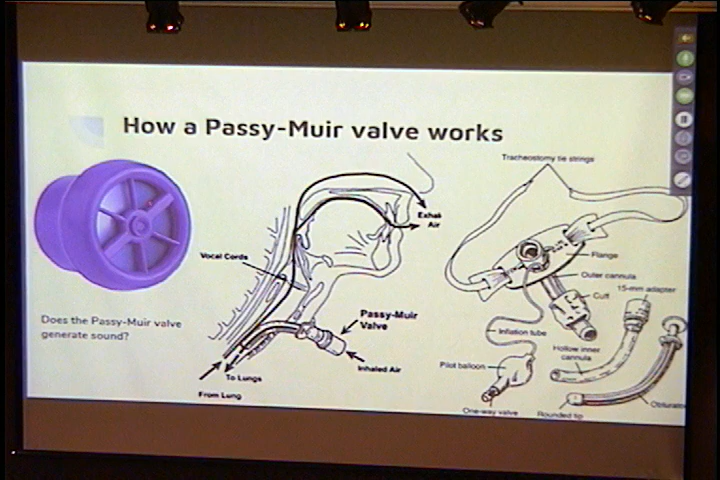 How a Passy-Muir valve works
Tracheostomy tie strings
Exhal
Air
Vocal Cords
Flange
Outer cannula
15-mm adapter
Cuff
Passy-Muir
Valve
Does the Passy-Muir valve
generate sound?
Inflation tube
Hollow inner
cannula
Pilot balloon
Inhaled Air
To Lungs
From Lung
One-way valve
Rounded tip
Obturator